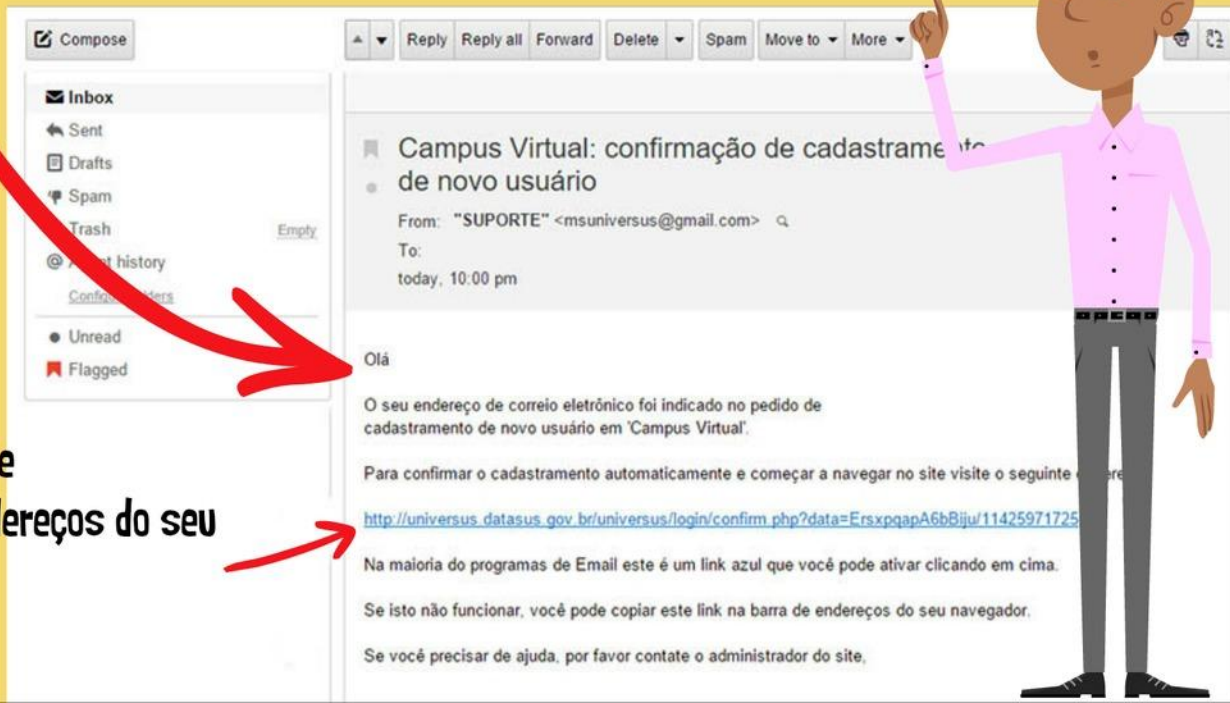 Compose
Reply Reply all Forward Delete Spam Move to More
Inbox
Sent
Drafts
Spam
Trash Empty
@ history
Unread
Flagged
Campus Virtual: confirmação de
de novo usuário
From: "SUPORTE" <msuniversus@gmail.com>
To:
today, 10:00 pm
Olá
O seu endereço de correio eletrônico foi indicado no pedido de
cadastramento de novo usuário em 'Campus Virtual'.
Para confirmar o cadastramento automaticamente e começar a navegar no site visite o seguinte
http://universus.datasus.gov.br/universus/login/confirm.php?data=ErsxpqapA6bBiju/11425971725
Na maioria do programas de Email este é um link azul que você pode ativar clicando em cima.
Se isto não funcionar, você pode copiar este link na barra de endereços do seu navegador.
Se você precisar de ajuda, por favor contate o administrador do site,
do seu